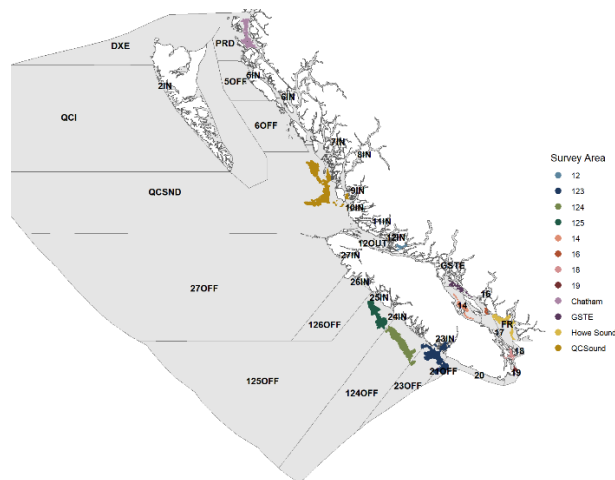 DXE
PRD
5IN
5OFF
2IN
6IN
QCI
6OFF
7IN
8IN
QCSND
9IN
10IN
11IN
12IN
12OUT
27IN
GSTE
26IN
27OFF
25IN
16
14
24IN
FR
126OFF
17
23IN
18
125OFF
21OFF
19
20
124OFF
23OFF
Survey Area
12
123
124
125
14
16
18
19
Chatham
GSTE
Howe Sound
QCSound